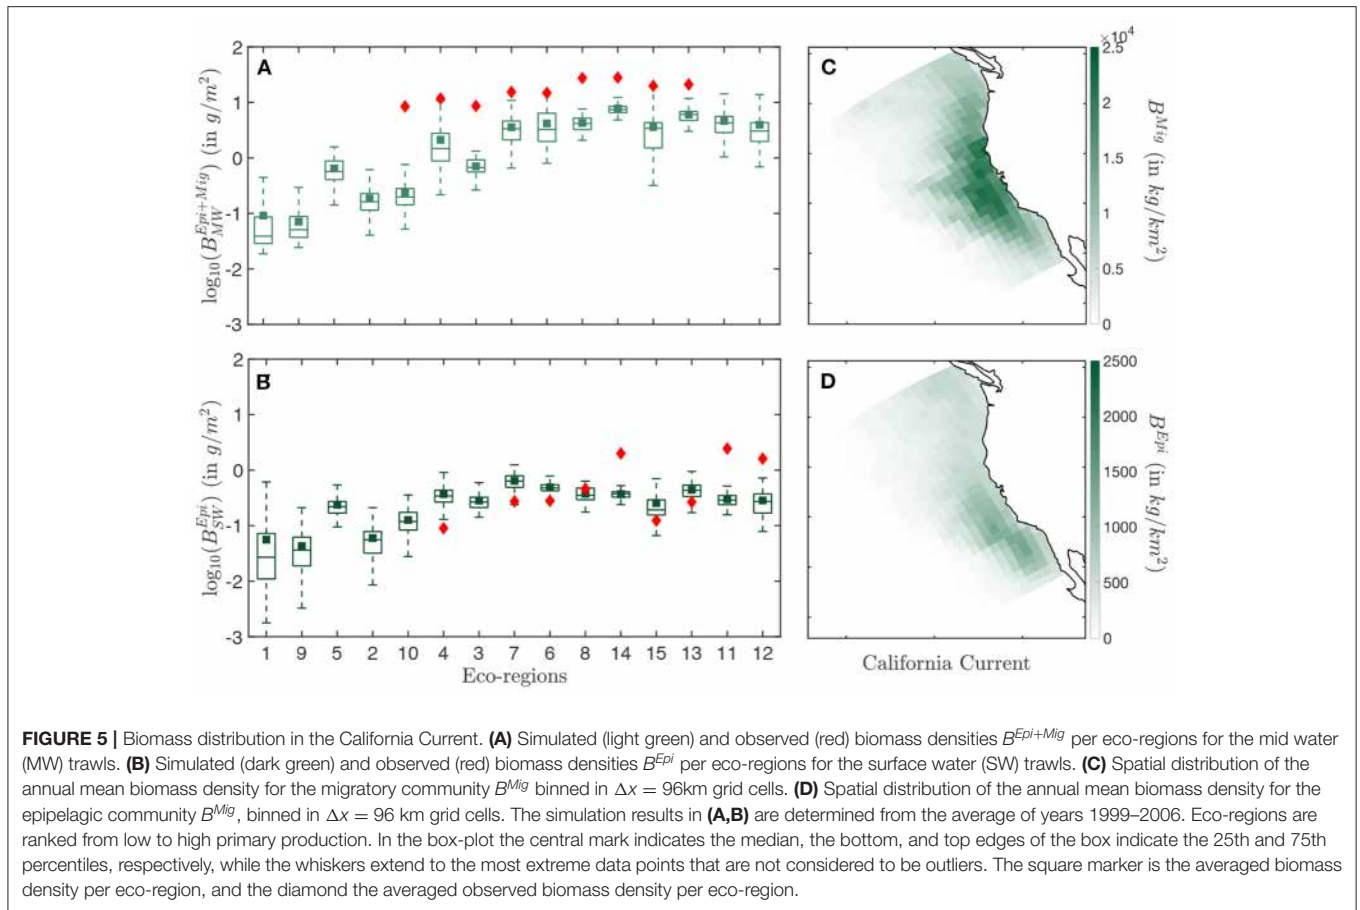 A
2
1
0
-1
-2
-3
log10(B_MW^Epi+Mig) (in g/m²)
C
×10⁴
2.5
2
1.5
1
0.5
0
B^Mig (in kg/km²)
B
2
1
0
-1
-2
-3
log10(B_SW^Epi) (in g/m²)
1 9 5 2 10 4 3 7 6 8 14 15 13 11 12
Eco-regions
D
2500
2000
1500
1000
500
0
B^Epi (in kg/km²)
California Current
FIGURE 5 | Biomass distribution in the California Current. (A) Simulated (light green) and observed (red) biomass densities B^Epi+Mig per eco-regions for the mid water
(MW) trawls. (B) Simulated (dark green) and observed (red) biomass densities B^Epi per eco-regions for the surface water (SW) trawls. (C) Spatial distribution of the
annual mean biomass density for the migratory community B^Mig binned in Δx = 96km grid cells. (D) Spatial distribution of the annual mean biomass density for the
epipelagic community B^Mig, binned in Δx = 96 km grid cells. The simulation results in (A,B) are determined from the average of years 1999–2006. Eco-regions are
ranked from low to high primary production. In the box-plot the central mark indicates the median, the bottom, and top edges of the box indicate the 25th and 75th
percentiles, respectively, while the whiskers extend to the most extreme data points that are not considered to be outliers. The square marker is the averaged biomass
density per eco-region, and the diamond the averaged observed biomass density per eco-region.